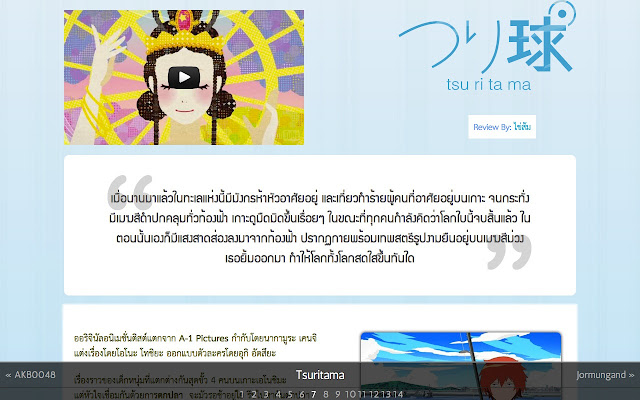 つり球
tsu ri ta ma
Review By: ไข่ส้ม
เมื่อนานมาแล้วในทะเลแห่งนี้มีมังกรห้าหัวอาศัยอยู่ และเที่ยวทำร้ายผู้คนที่อาศัยอยู่บนเกาะ จนกระทั่ง
มีเมฆสีดำปกคลุมทั่วท้องฟ้า เกาะดูมืดมิดขึ้นเรื่อยๆ ในขณะที่ทุกคนกำลังคิดว่าโลกใบนี้จบสิ้นแล้ว ใน
ตอนนั้นเองก็มีแสงสาดส่องลงมาจากท้องฟ้า ปรากฏกายพร้อมเทพสตรีรูปงามยืนอยู่บนเมฆสีม่วง
เธอยิ้มออกมา ทำให้โลกทั้งโลกสดใสขึ้นทันใด
ออริจินัลอนิเมชั่นติสต์แตกจาก A-1 Pictures กำกับโดยนากามูระ เคนจิ
แต่งเรื่องโดยโอโนะ โทชิยะ ออกแบบตัวละครโดยอุกิ อัตสึยะ
เรื่องราวของเด็กหนุ่มที่แตกต่างกันสุดขั้ว 4 คนบนเกาะเอโนชิมะ
« AKB0048
Tsuritama
Jormungand »
1 2 3 4 5 6 7 8 9 10 11 12 13 14